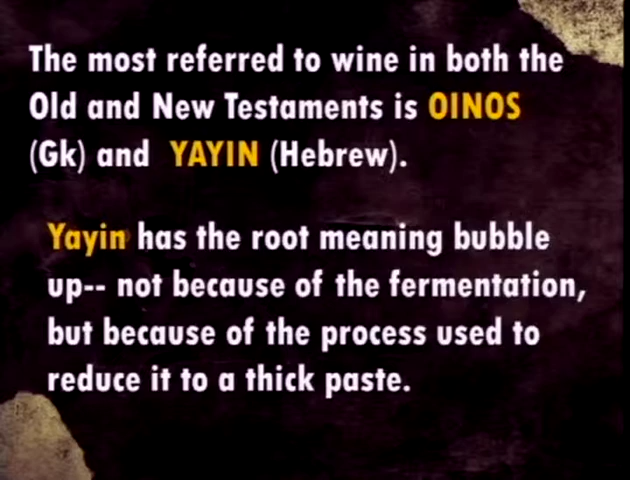 The most referred to wine in both the
Old and New Testaments is OINOS
(Gk) and YAYIN (Hebrew).
Yayin has the root meaning bubble
up-- not because of the fermentation,
but because of the process used to
reduce it to a thick paste.